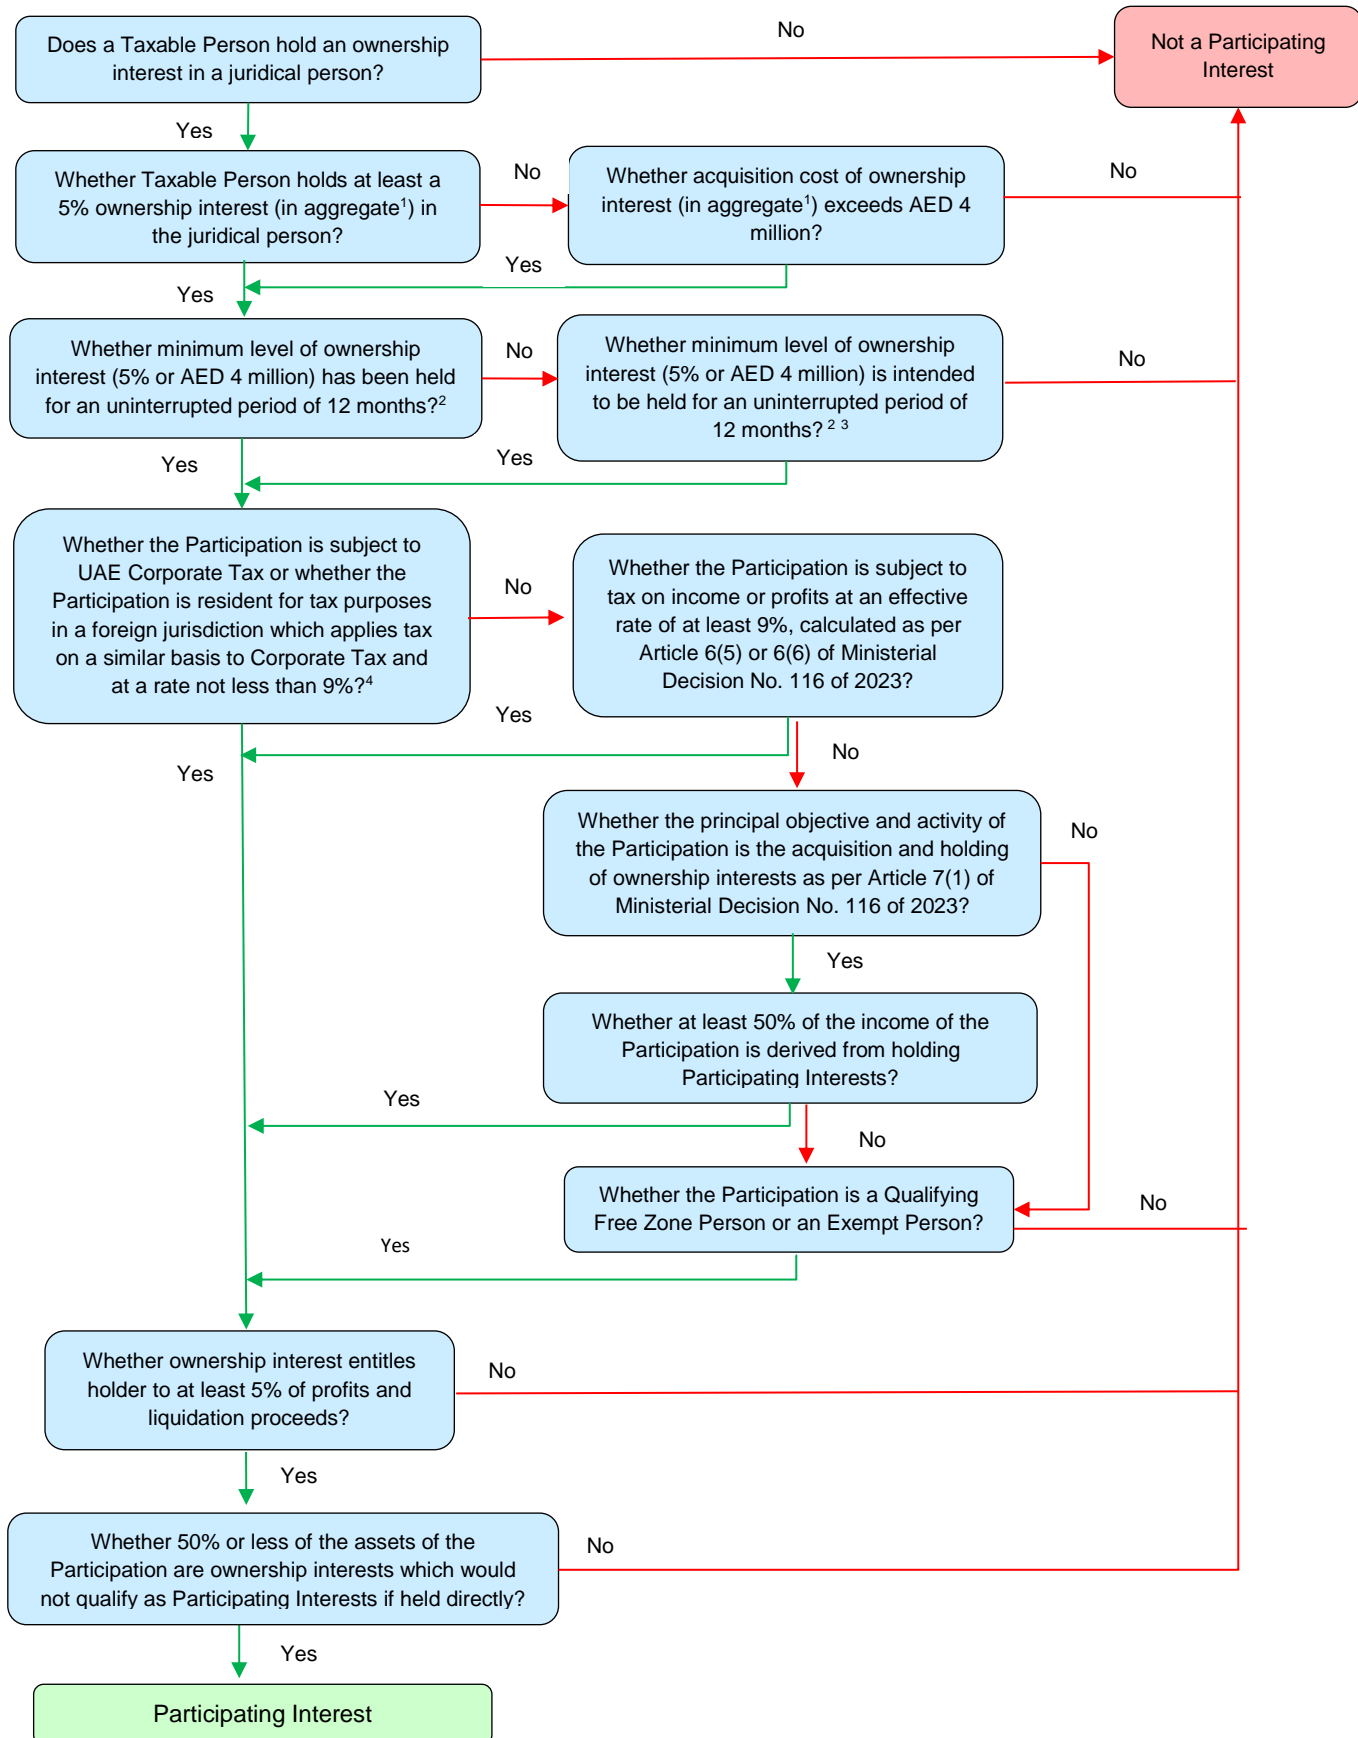 Does a Taxable Person hold an ownership
interest in a juridical person?
No
Not a Participating
Interest
Yes
Whether Taxable Person holds at least a
5% ownership interest (in aggregate¹) in
the juridical person?
No
Whether acquisition cost of ownership
interest (in aggregate¹) exceeds AED 4
million?
No
Yes
Yes
Whether minimum level of ownership
interest (5% or AED 4 million) has been held
for an uninterrupted period of 12 months?²
No
Whether minimum level of ownership
interest (5% or AED 4 million) is intended
to be held for an uninterrupted period of
12 months? ² ³
No
Yes
Yes
Whether the Participation is subject to
UAE Corporate Tax or whether the
Participation is resident for tax purposes
in a foreign jurisdiction which applies tax
on a similar basis to Corporate Tax and
at a rate not less than 9%?⁴
No
Whether the Participation is subject to
tax on income or profits at an effective
rate of at least 9%, calculated as per
Article 6(5) or 6(6) of Ministerial
Decision No. 116 of 2023?
Yes
Yes
No
Whether the principal objective and activity of
the Participation is the acquisition and holding
of ownership interests as per Article 7(1) of
Ministerial Decision No. 116 of 2023?
No
Yes
Whether at least 50% of the income of the
Participation is derived from holding
Participating Interests?
Yes
No
Whether the Participation is a Qualifying
Free Zone Person or an Exempt Person?
No
Yes
Whether ownership interest entitles
holder to at least 5% of profits and
liquidation proceeds?
No
Yes
Whether 50% or less of the assets of the
Participation are ownership interests which would
not qualify as Participating Interests if held directly?
No
Yes
Participating Interest